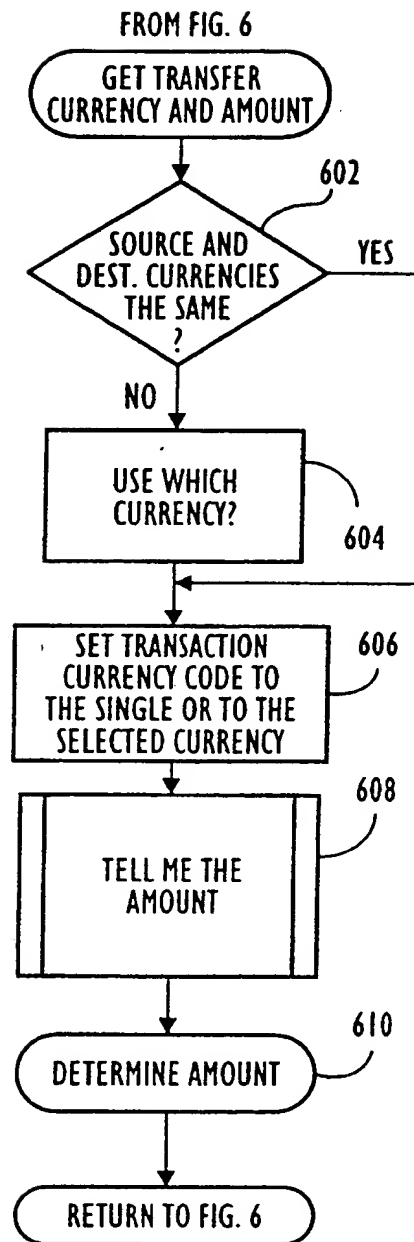 FROM FIG. 6
GET TRANSFER
CURRENCY AND AMOUNT
602
SOURCE AND
DEST. CURRENCIES
THE SAME
?
YES
NO
USE WHICH
CURRENCY?
604
SET TRANSACTION
CURRENCY CODE TO
THE SINGLE OR TO THE
SELECTED CURRENCY
606
608
TELL ME THE
AMOUNT
610
DETERMINE AMOUNT
RETURN TO FIG. 6